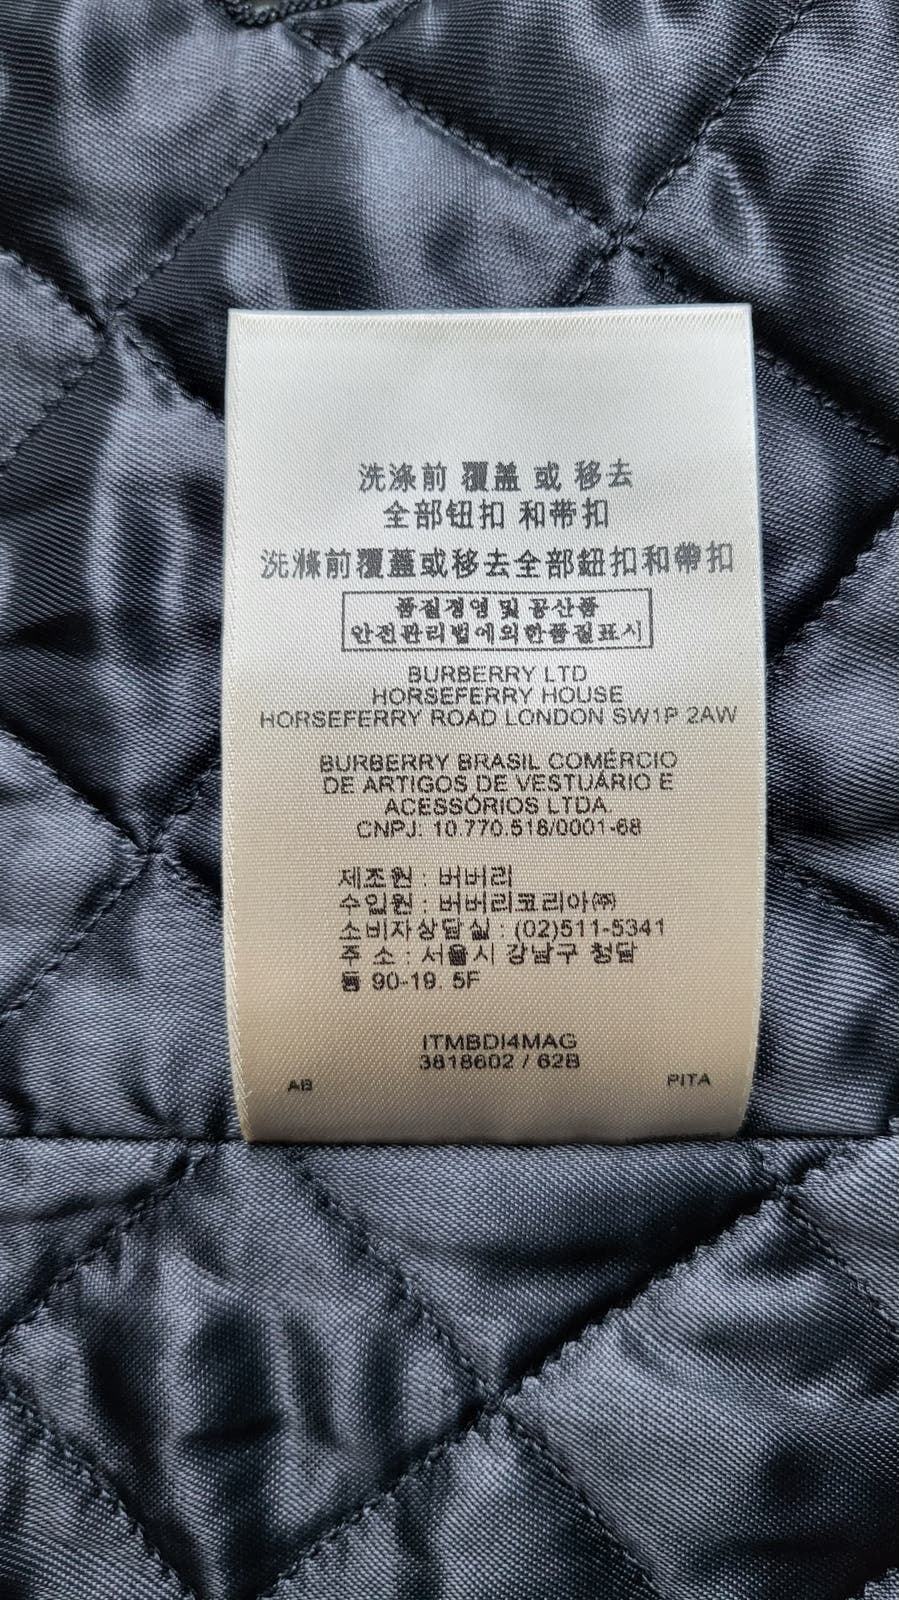 洗涤前 覆盖 或 移去
全部钮扣 和带扣
洗滌前覆蓋或移去全部鈕扣和帶扣
품질경영 및 공산품
안전관리법에의한품질표시
BURBERRY LTD
HORSEFERRY HOUSE
HORSEFERRY ROAD LONDON SW1P 2AW
BURBERRY BRASIL COMÉRCIO
DE ARTIGOS DE VESTUÁRIO E
ACESSÓRIOS LTDA.
CNPJ: 10.770.518/0001-68
제조원 : 버버리
수입원 : 버버리코리아㈜
소비자상담실 : (02)511-5341
주 소 : 서울시 강남구 청담
동 90-19. 5F
ITMBDI4MAG
3818602 / 62B
AB PITA